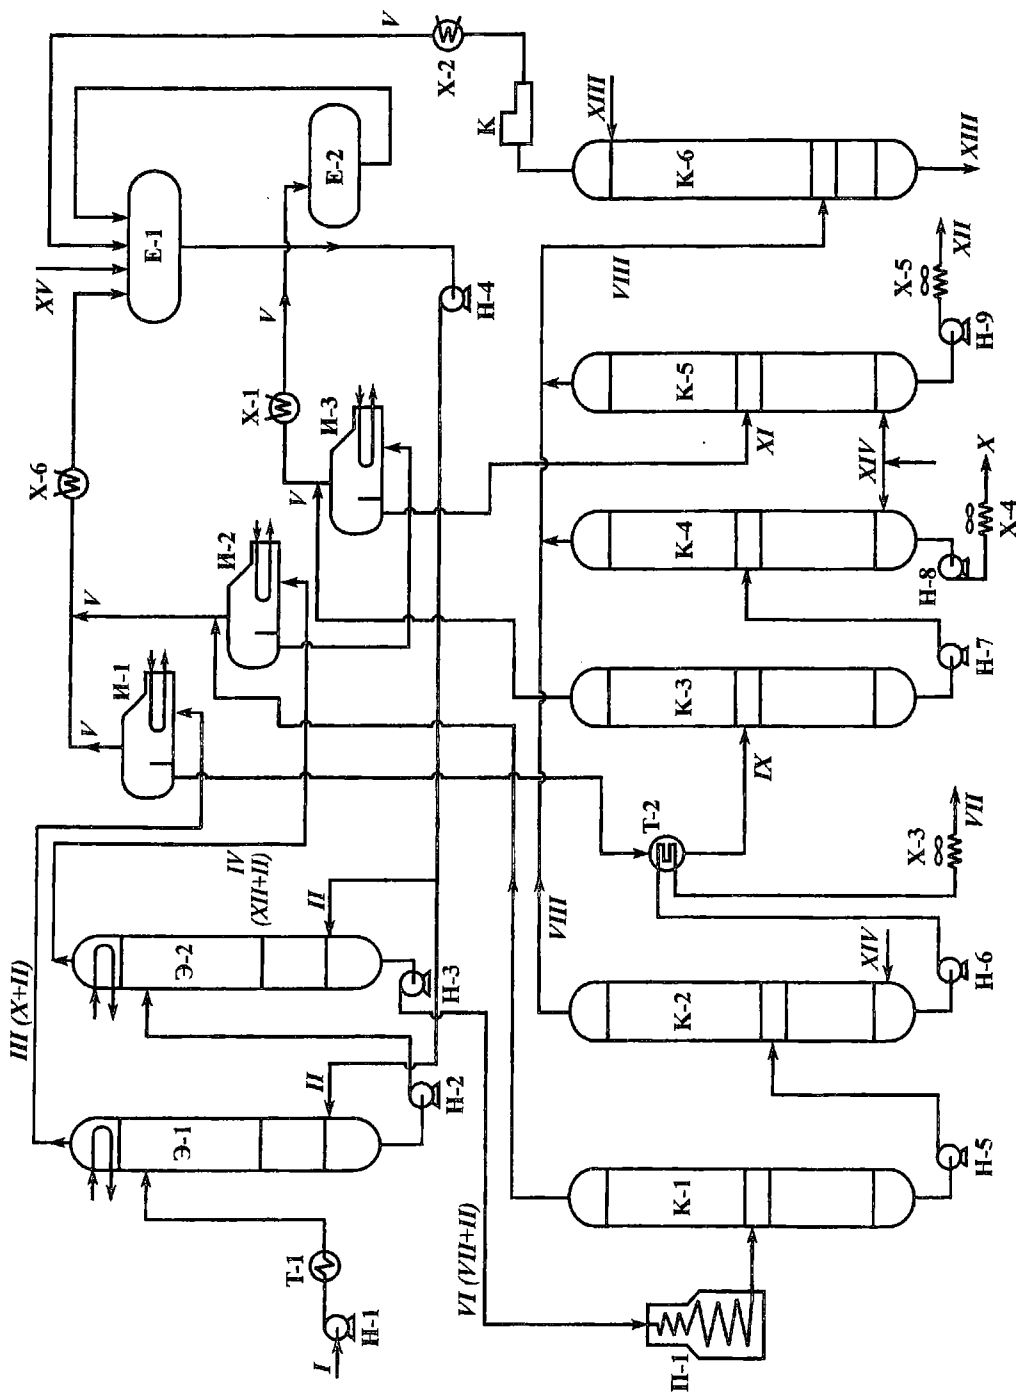 I
Н-1
Т-1
Э-1
III (X+II)
II
Н-2
Э-2
Н-3
IV
(XII+II)
II
V
И-1
V
И-2
Х-6
V
И-3
Х-1
V
XV
Е-1
Н-4
Е-2
V
Х-2
К
VI (VII+II)
П-1
К-1
Н-5
К-2
XIV
Н-6
VIII
Т-2
Х-3
VII
IX
К-3
Н-7
К-4
Н-8
Х-4
X
XIV
XI
К-5
Н-9
Х-5
XII
VIII
К-6
XIII
XIII